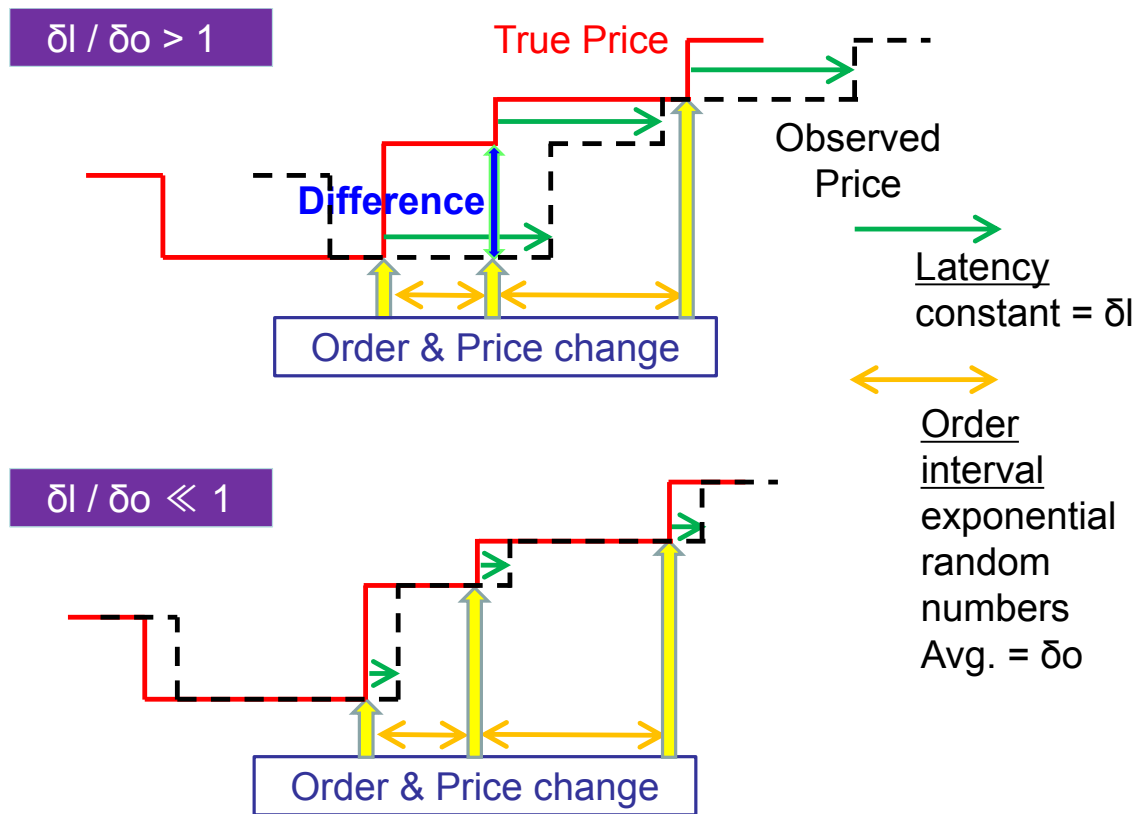 δl / δo > 1
True Price
Observed
Price
Difference
Latency
constant = δl
Order & Price change
Order
interval
exponential
random
numbers
Avg. = δo
δl / δo ≪ 1
Order & Price change